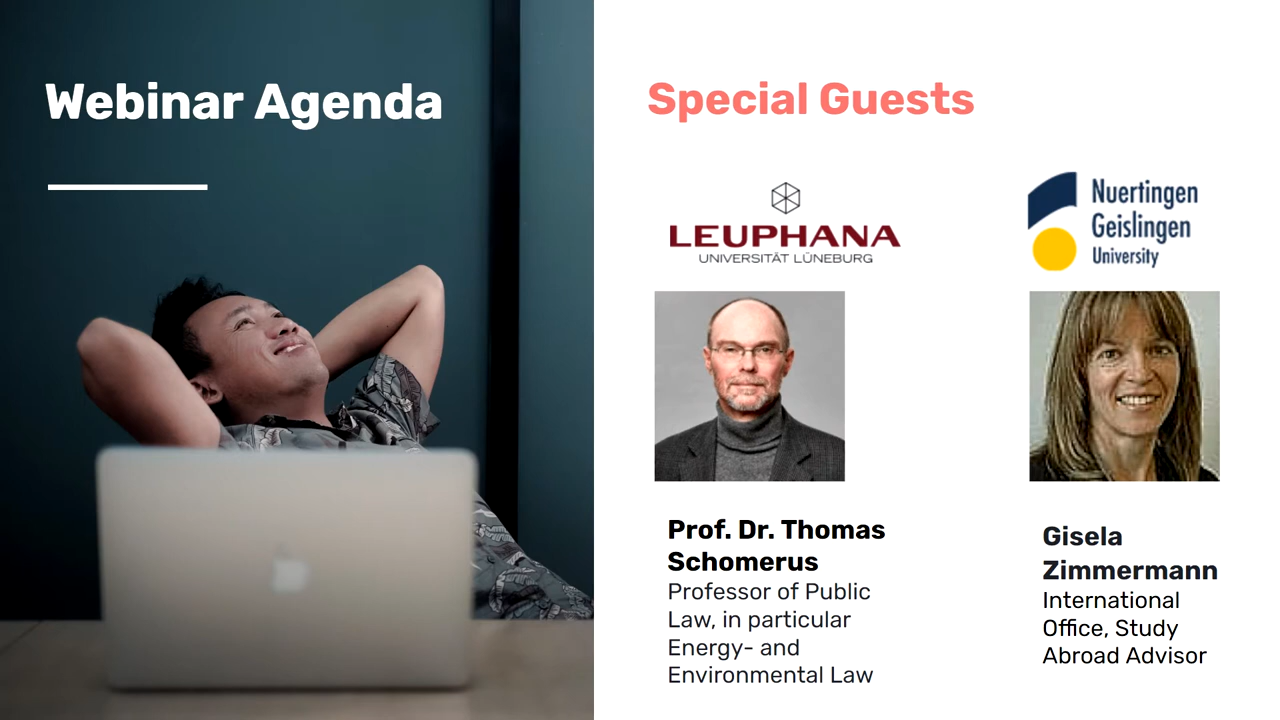 Webinar Agenda
Special Guests
LEUPHANA
UNIVERSITÄT LÜNEBURG
Nuertingen
Geislingen
University
Prof. Dr. Thomas
Schomerus
Professor of Public
Law, in particular
Energy- and
Environmental Law
Gisela
Zimmermann
International
Office, Study
Abroad Advisor